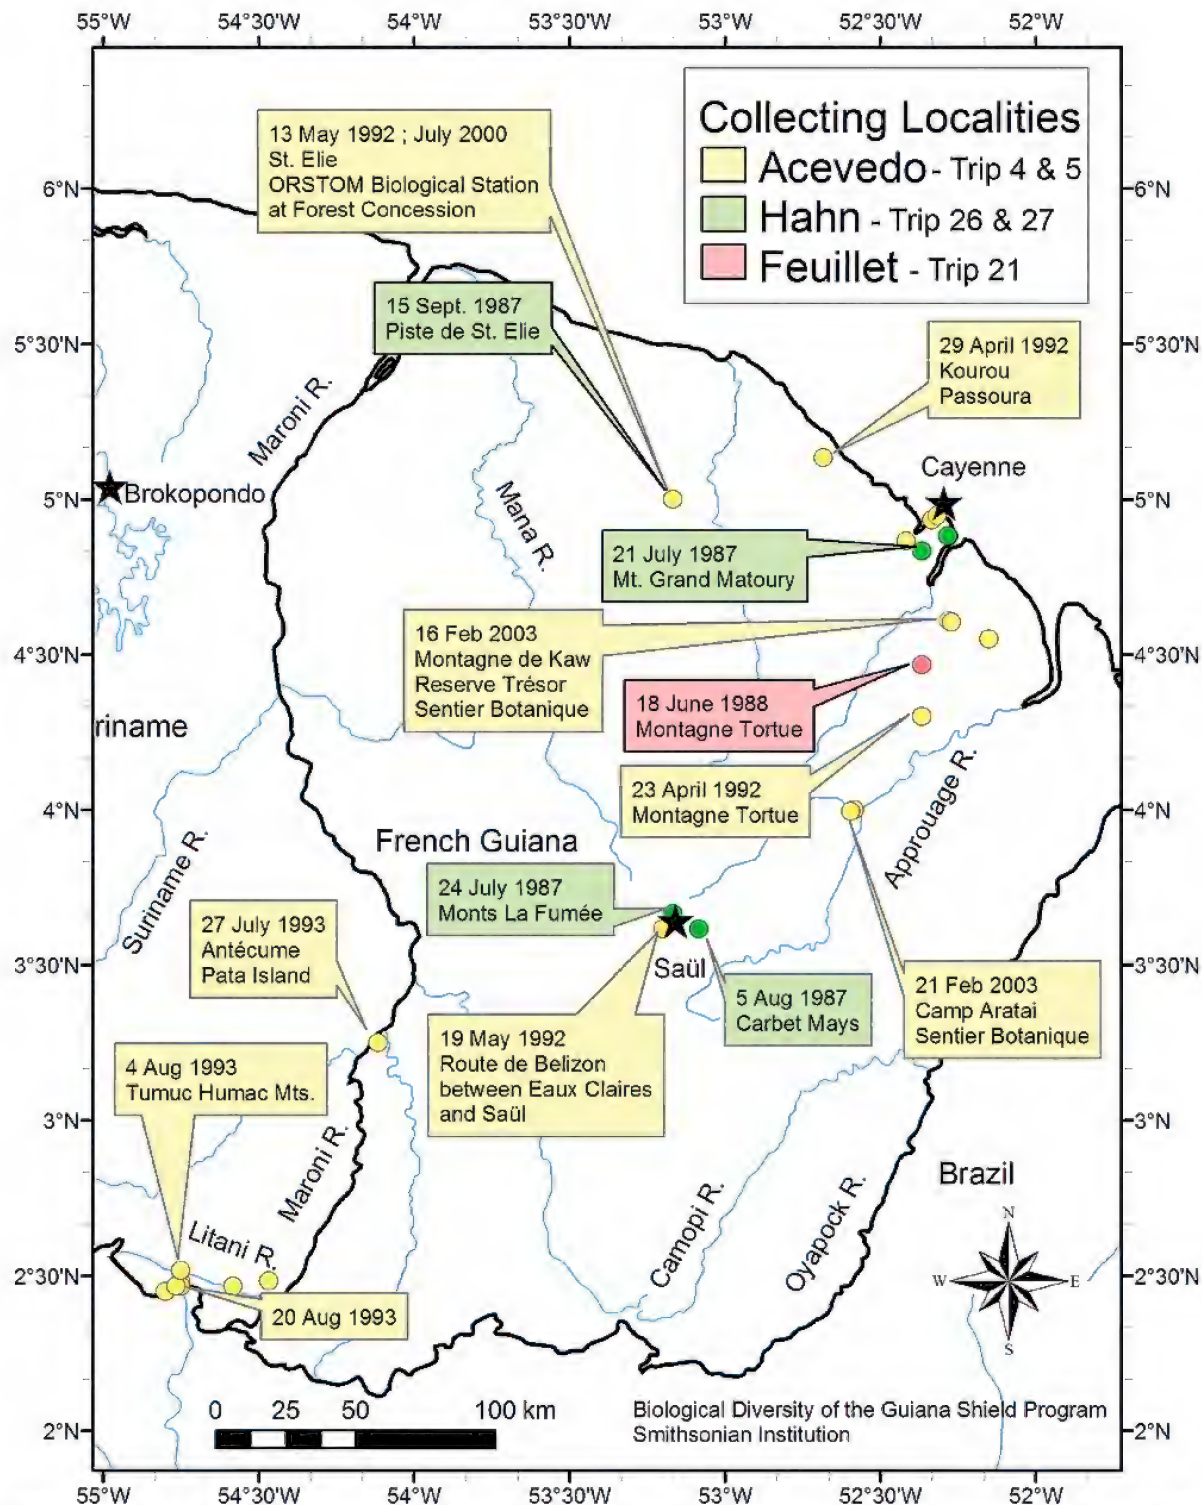 55°W 54°30'W 54°W 53°30'W 53°W 52°30'W 52°W
Collecting Localities
Acevedo - Trip 4 & 5
Hahn - Trip 26 & 27
Feuillet - Trip 21
13 May 1992 ; July 2000
St. Elie
ORSTOM Biological Station
at Forest Concession
6°N 6°N
15 Sept. 1987
Piste de St. Elie
5°30'N 5°30'N
29 April 1992
Kourou
Passoura
Maroni R.
Cayenne
Brokopondo
5°N 5°N
Mana R.
21 July 1987
Mt. Grand Matoury
16 Feb 2003
Montagne de Kaw
Reserve Trésor
Sentier Botanique
4°30'N 4°30'N
18 June 1988
Montagne Tortue
riname
23 April 1992
Montagne Tortue
4°N 4°N
Approuage R.
French Guiana
Suriname R.
24 July 1987
Monts La Fumée
27 July 1993
Antécume
Pata Island
Saül
3°30'N 3°30'N
5 Aug 1987
Carbet Mays
21 Feb 2003
Camp Aratai
Sentier Botanique
19 May 1992
Route de Belizon
between Eaux Claires
and Saül
4 Aug 1993
Tumuc Humac Mts.
3°N 3°N
Maroni R.
Brazil
Litani R.
Camopi R.
Oyapock R.
N
W E
S
2°30'N 2°30'N
20 Aug 1993
0 25 50 100 km
Biological Diversity of the Guiana Shield Program
Smithsonian Institution
2°N 2°N
55°W 54°30'W 54°W 53°30'W 53°W 52°30'W 52°W